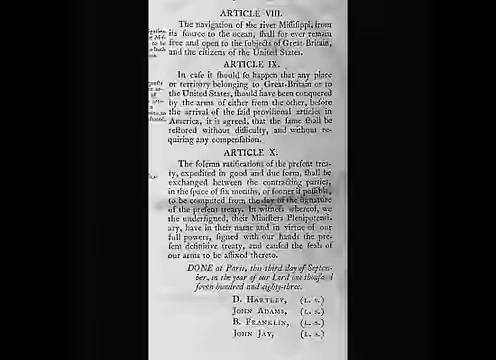 ARTICLE VIII.
The navigation of the river Missisippi, from
its source to the ocean, shall for ever remain
free and open to the subjects of Great-Britain,
and the citizens of the United States.
ARTICLE IX.
In case it should so happen that any place
or territory belonging to Great-Britain or to
the United States, should have been conquered
by the arms of either from the other, before
the arrival of the said provisional articles in
America, it is agreed, that the same shall be
restored without difficulty, and without re-
quiring any compensation.
ARTICLE X.
The solemn ratifications of the present trea-
ty, expedited in good and due form, shall be
exchanged between the contracting parties,
in the space of six months, or sooner if possible,
to be computed from the day of the signature
of the present treaty. In witness whereof, we
the undersigned, their Ministers Plenipotenti-
ary, have in their name and in virtue of our
full powers, signed with our hands the pre-
sent definitive treaty, and caused the seals of
our arms to be affixed thereto.
DONE at Paris, this third day of Septem-
ber, in the year of our Lord one thousand
seven hundred and eighty-three.
D. HARTLEY, (L. S.)
JOHN ADAMS, (L. S.)
B. FRANKLIN, (L. S.)
JOHN JAY, (L. S.)